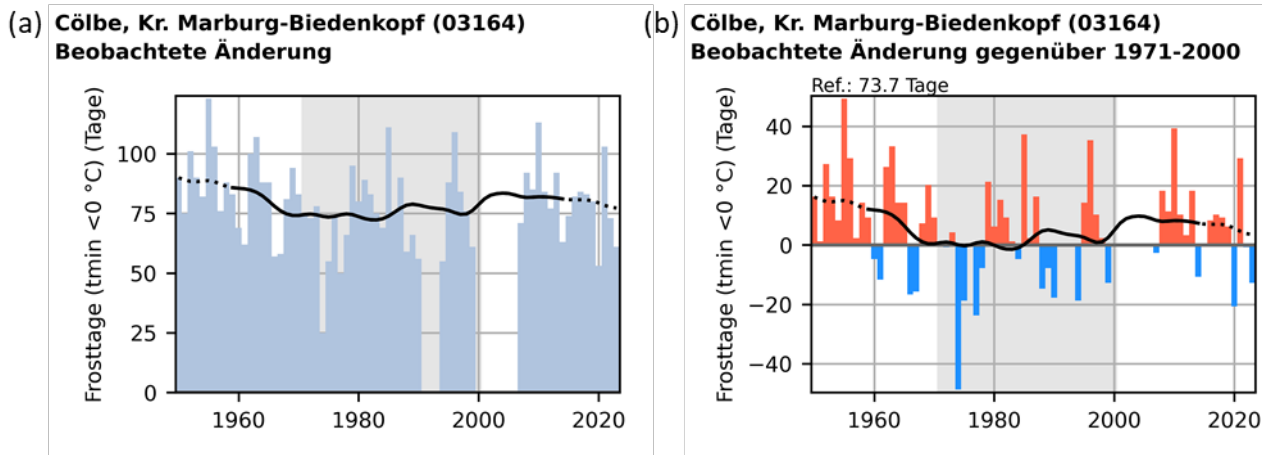 (a) Cölbe, Kr. Marburg-Biedenkopf (03164)
Beobachtete Änderung
Frosttage (tmin <0 °C) (Tage)
100
75
50
25
0
1960
1980
2000
2020
(b) Cölbe, Kr. Marburg-Biedenkopf (03164)
Beobachtete Änderung gegenüber 1971-2000
Ref.: 73.7 Tage
Frosttage (tmin <0 °C) (Tage)
40
20
0
−20
−40
1960
1980
2000
2020